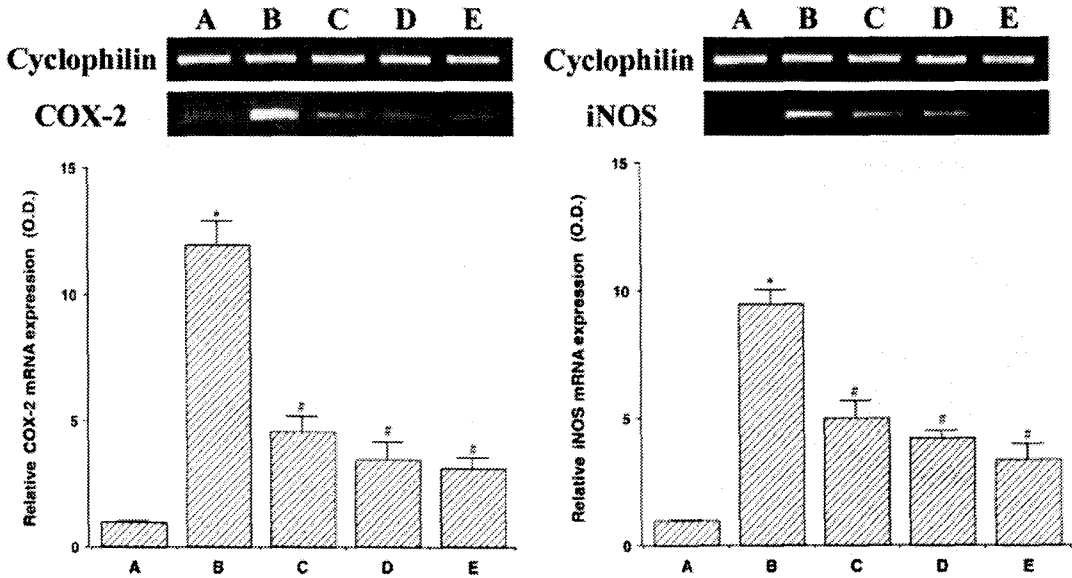 A B C D E
Cyclophilin
COX-2
Relative COX-2 mRNA expression (O.D.)
15
10
5
0
*
#
#
#
A B C D E
A B C D E
Cyclophilin
iNOS
Relative iNOS mRNA expression (O.D.)
15
10
5
0
*
#
#
#
A B C D E